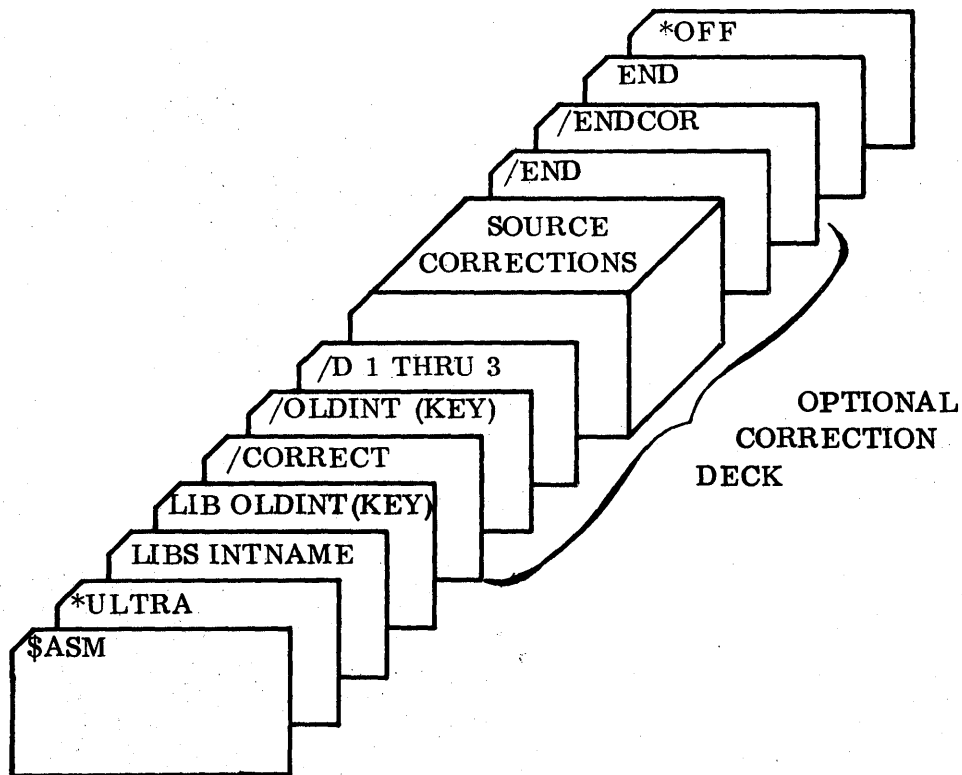 *OFF
END
/ENDCOR
/END
SOURCE
CORRECTIONS
/D 1 THRU 3
/OLDINT (KEY)
/CORRECT
LIB OLDINT(KEY)
LIBS INTNAME
*ULTRA
$ASM
OPTIONAL
CORRECTION
DECK